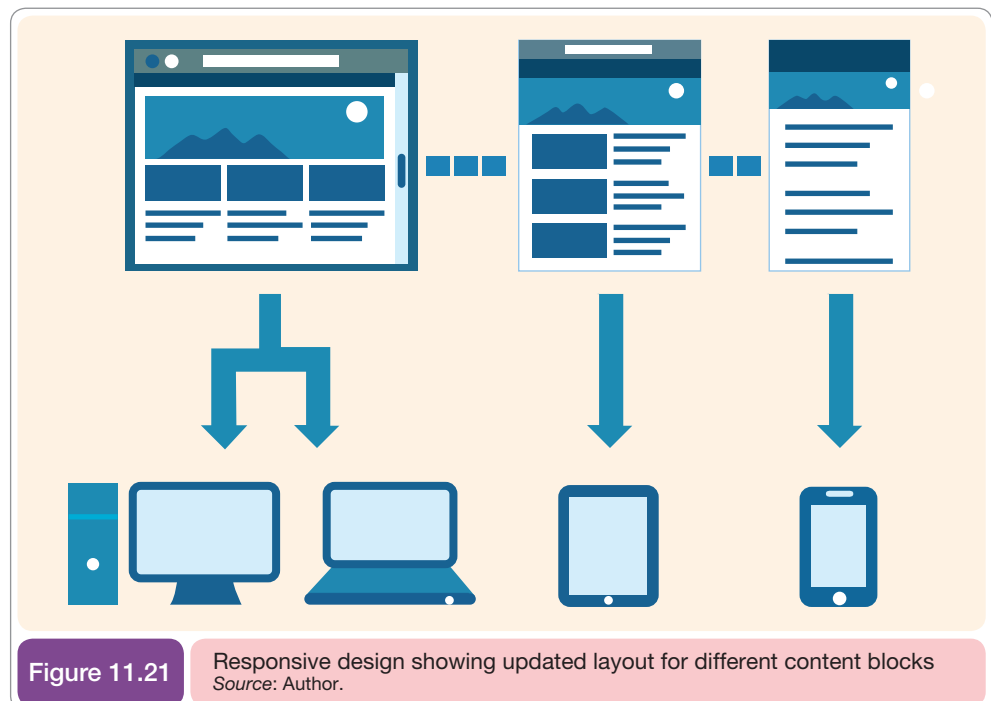 Figure 11.21
Responsive design showing updated layout for different content blocks
Source: Author.